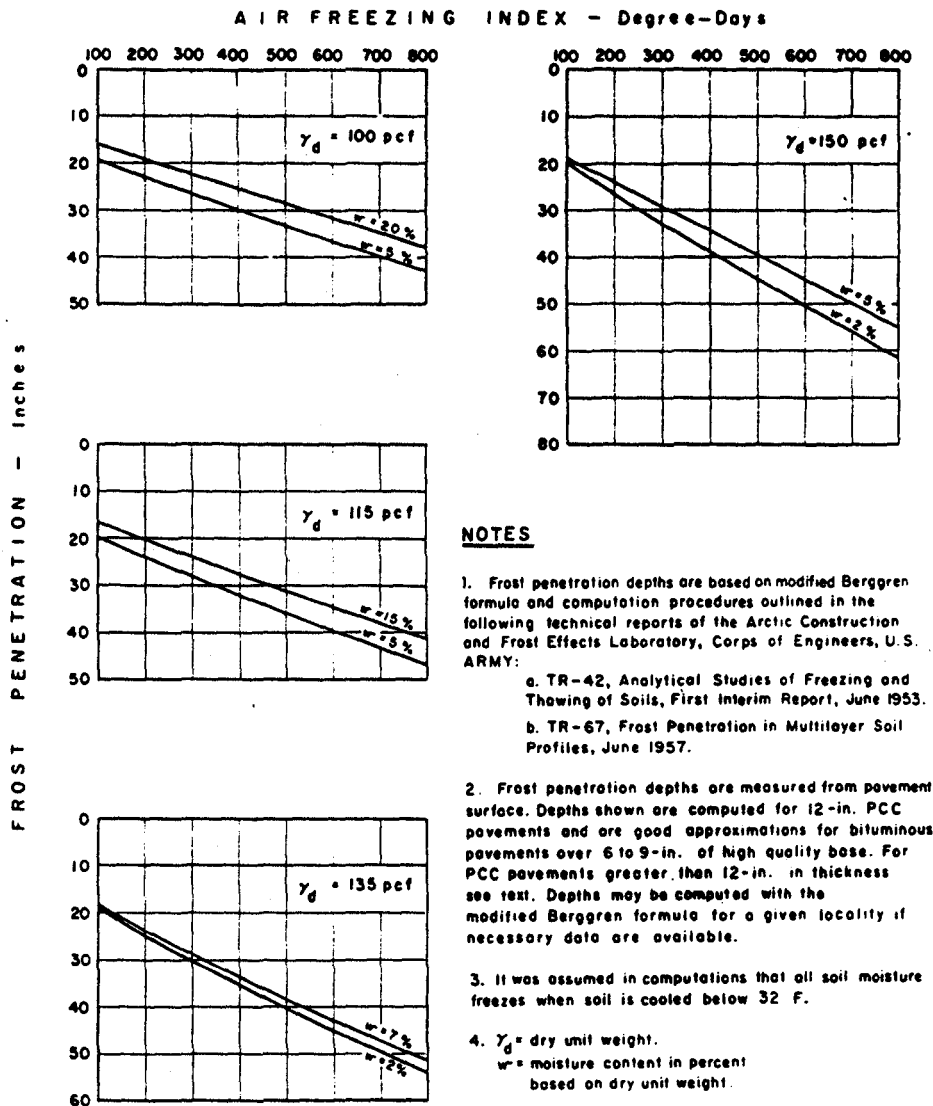 AIR FREEZING INDEX – Degree-Days
FROST PENETRATION – Inches
100 200 300 400 500 600 700 800
0
10
20
30
40
50
γd = 100 pcf
w = 20 %
w = 5 %
100 200 300 400 500 600 700 800
0
10
20
30
40
50
60
70
80
γd = 150 pcf
w = 5 %
w = 2 %
0
10
20
30
40
50
γd = 115 pcf
w = 15 %
w = 5 %
0
10
20
30
40
50
60
γd = 135 pcf
w = 7 %
w = 2 %
NOTES
1. Frost penetration depths are based on modified Berggren
formula and computation procedures outlined in the
following technical reports of the Arctic Construction
and Frost Effects Laboratory, Corps of Engineers, U.S.
ARMY:
a. TR-42, Analytical Studies of Freezing and
Thawing of Soils, First Interim Report, June 1953.
b. TR-67, Frost Penetration in Multilayer Soil
Profiles, June 1957.
2. Frost penetration depths are measured from pavement
surface. Depths shown are computed for 12-in. PCC
pavements and are good approximations for bituminous
pavements over 6 to 9-in. of high quality base. For
PCC pavements greater than 12-in. in thickness
see text. Depths may be computed with the
modified Berggren formula for a given locality if
necessary data are available.
3. It was assumed in computations that all soil moisture
freezes when soil is cooled below 32 F.
4. γd = dry unit weight.
w = moisture content in percent
based on dry unit weight.